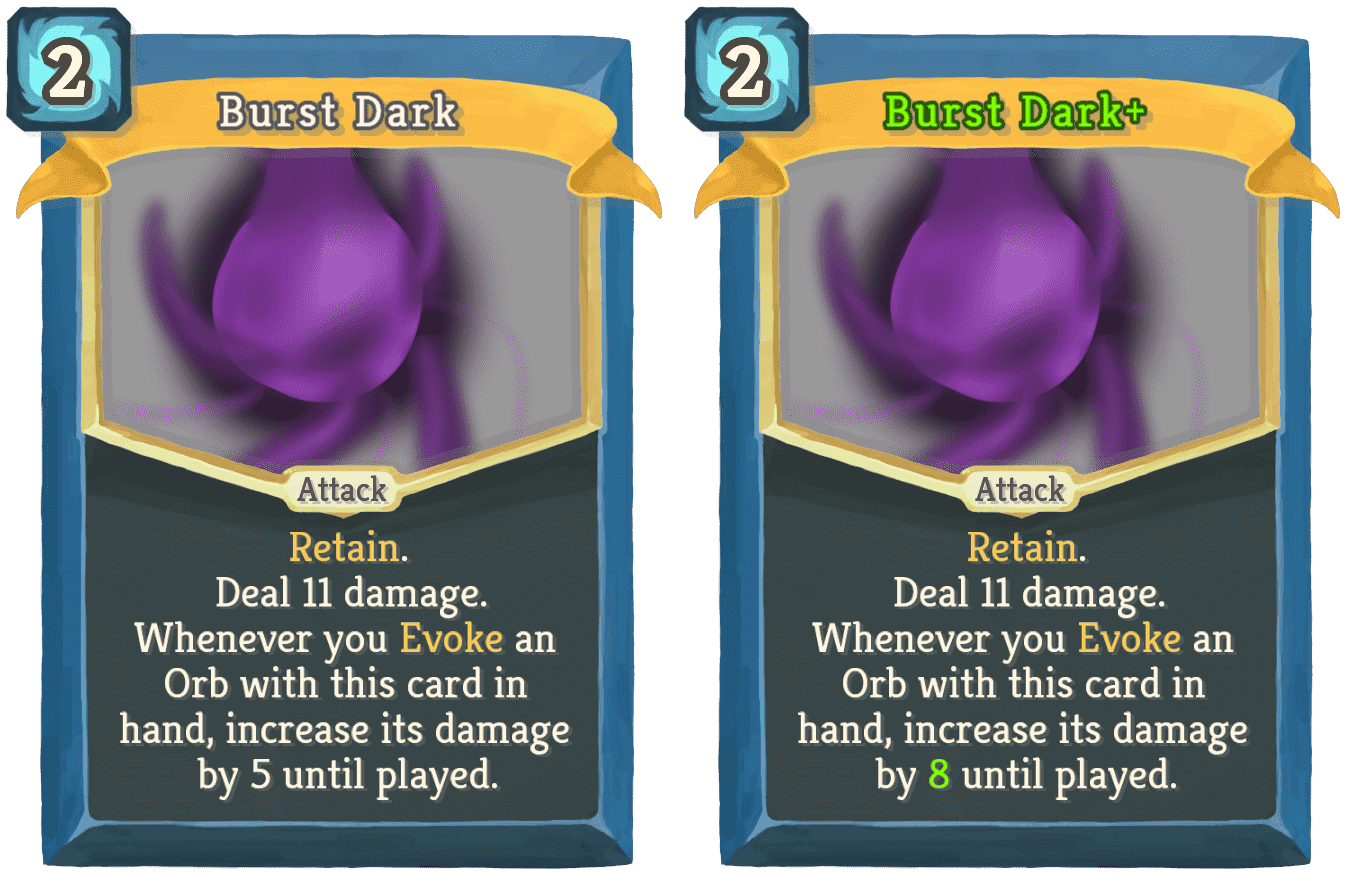 2
Burst Dark
Attack
Retain.
Deal 11 damage.
Whenever you Evoke an
Orb with this card in
hand, increase its damage
by 5 until played.
2
Burst Dark+
Attack
Retain.
Deal 11 damage.
Whenever you Evoke an
Orb with this card in
hand, increase its damage
by 8 until played.